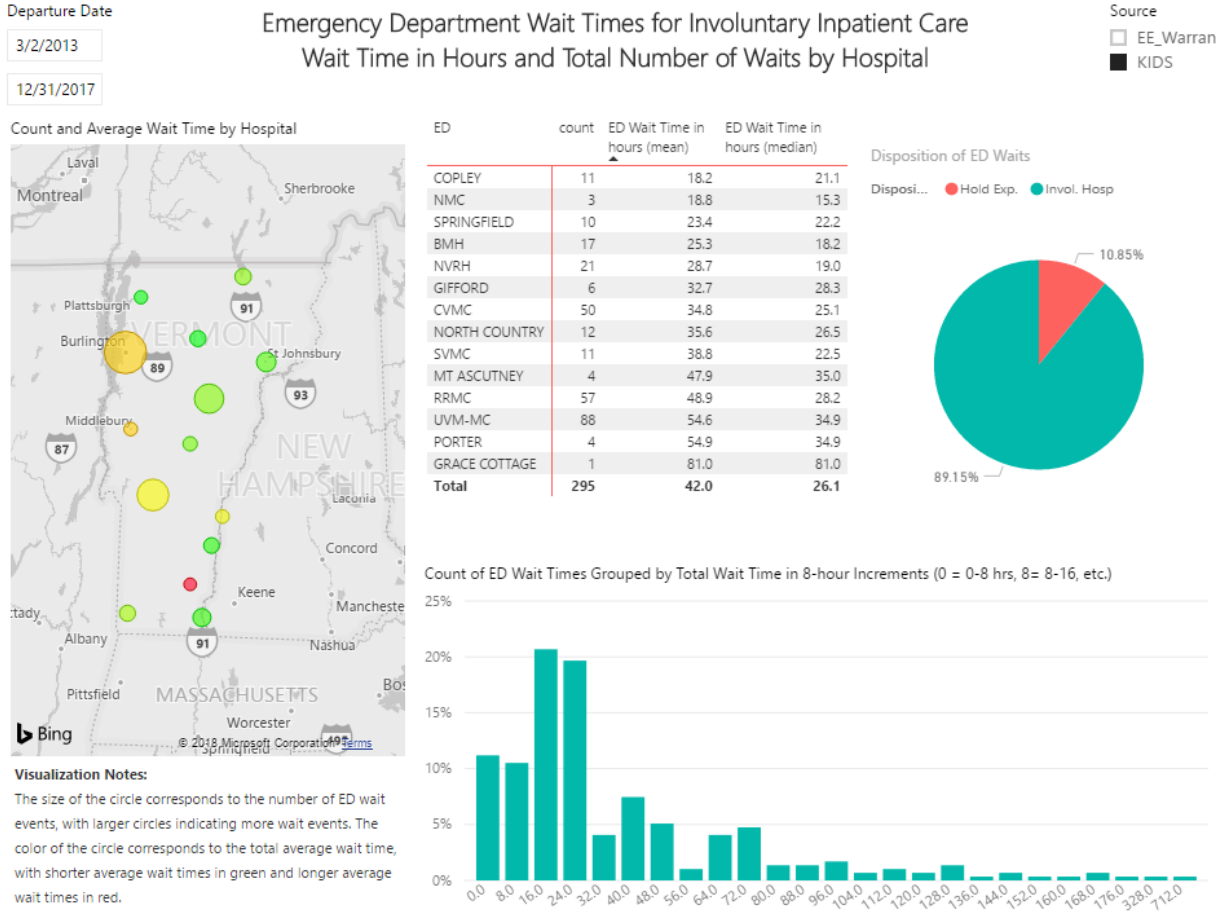 Departure Date
3/2/2013
12/31/2017
Emergency Department Wait Times for Involuntary Inpatient Care
Wait Time in Hours and Total Number of Waits by Hospital
Source
EE_Warran
KIDS
Count and Average Wait Time by Hospital
Laval
Montreal
Sherbrooke
Plattsburgh
91
VERMONT
Burlington
89
St Johnsbury
93
Middlebury
87
NEW
HAMPSHIRE
Laconia
Concord
Keene
Mancheste
tady
Albany
91
Nashua
Pittsfield
MASSACHUSETTS
Bos
Worcester
Bing
© 2018 Microsoft Corporation Terms
495
Springfield
ED count ED Wait Time in hours (mean) ED Wait Time in hours (median)
COPLEY 11 18.2 21.1
NMC 3 18.8 15.3
SPRINGFIELD 10 23.4 22.2
BMH 17 25.3 18.2
NVRH 21 28.7 19.0
GIFFORD 6 32.7 28.3
CVMC 50 34.8 25.1
NORTH COUNTRY 12 35.6 26.5
SVMC 11 38.8 22.5
MT ASCUTNEY 4 47.9 35.0
RRMC 57 48.9 28.2
UVM-MC 88 54.6 34.9
PORTER 4 54.9 34.9
GRACE COTTAGE 1 81.0 81.0
Total 295 42.0 26.1
Disposition of ED Waits
Disposi... Hold Exp. Invol. Hosp
10.85%
89.15%
Count of ED Wait Times Grouped by Total Wait Time in 8-hour Increments (0 = 0-8 hrs, 8= 8-16, etc.)
25%
20%
15%
10%
5%
0%
0.0 8.0 16.0 24.0 32.0 40.0 48.0 56.0 64.0 72.0 80.0 88.0 96.0 104.0 112.0 120.0 128.0 136.0 144.0 152.0 160.0 168.0 176.0 328.0 712.0
Visualization Notes:
The size of the circle corresponds to the number of ED wait
events, with larger circles indicating more wait events. The
color of the circle corresponds to the total average wait time,
with shorter average wait times in green and longer average
wait times in red.